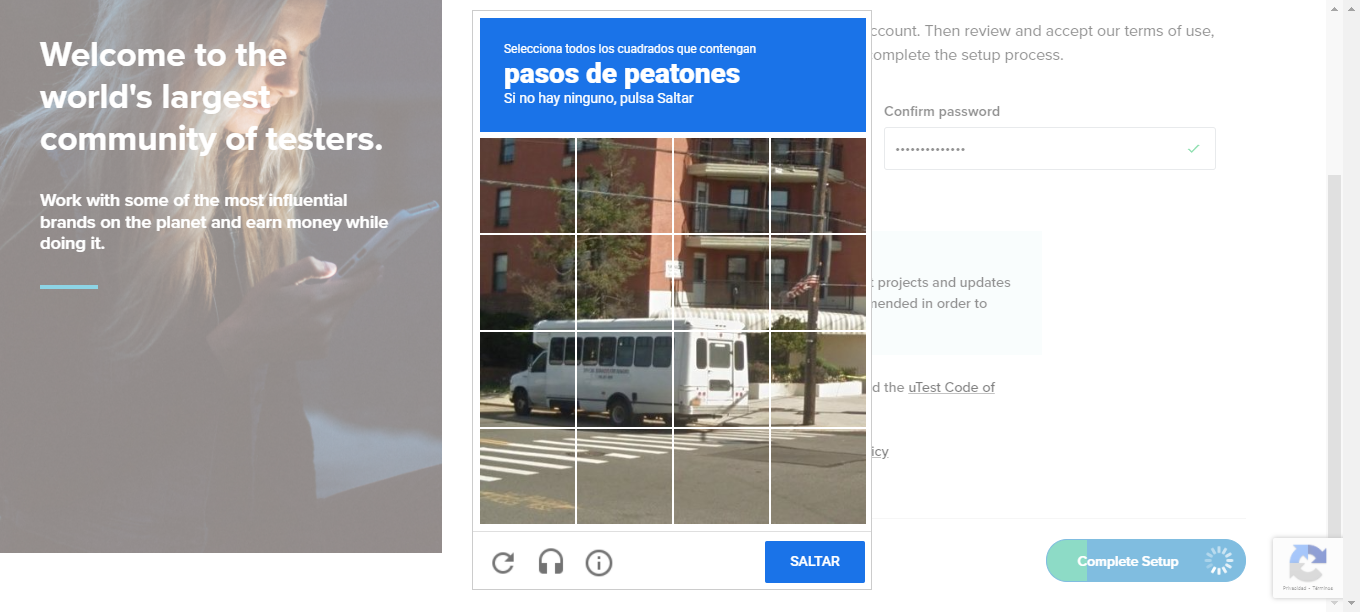 Welcome to the
world's largest
community of testers.
Work with some of the most influential
brands on the planet and earn money while
doing it.
Selecciona todos los cuadrados que contengan
pasos de peatones
Si no hay ninguno, pulsa Saltar
SALTAR
ccount. Then review and accept our terms of use,
omplete the setup process.
Confirm password
••••••••••••••
t projects and updates
mended in order to
d the uTest Code of
icy
Complete Setup
Privacidad - Términos